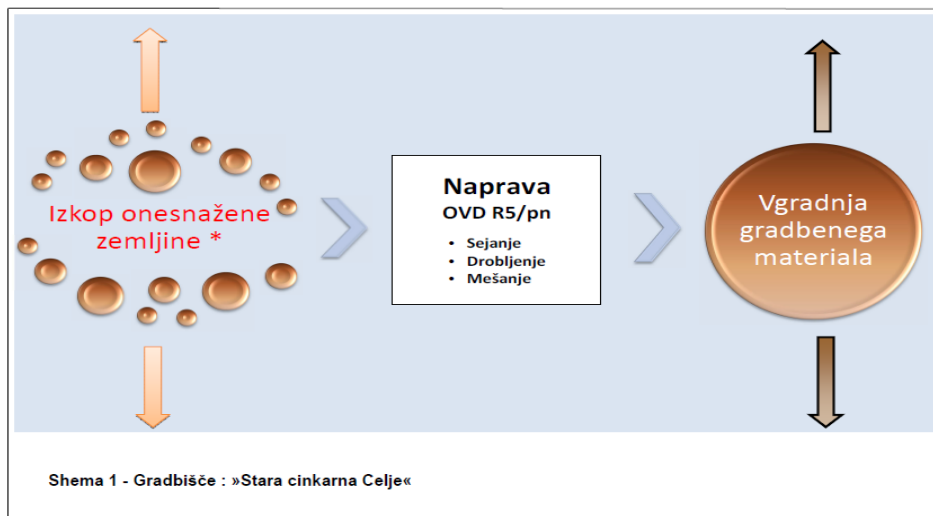 Izkop onesnažene
zemljine *
Naprava
OVD R5/pn
• Sejanje
• Drobljenje
• Mešanje
Vgradnja
gradbenega
materiala
Shema 1 - Gradbišče : »Stara cinkarna Celje«